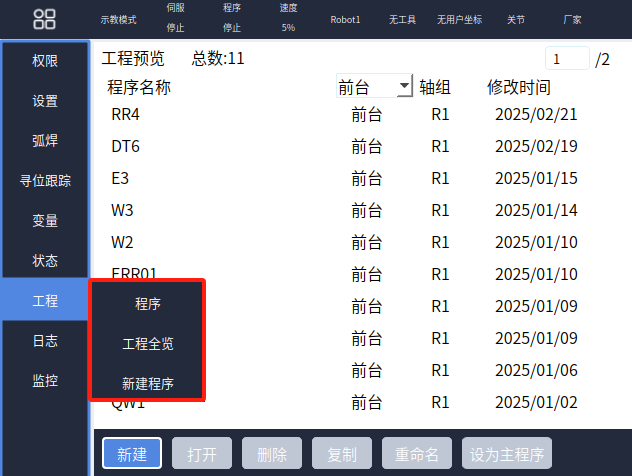 示教模式 伺服 停止 程序 停止 速度 5% Robot1 无工具 无用户坐标 关节 厂家
权限
设置
弧焊
寻位跟踪
变量
状态
工程
日志
监控
工程预览 总数:11 1 /2
程序名称 前台 轴组 修改时间
RR4 前台 R1 2025/02/21
DT6 前台 R1 2025/02/19
E3 前台 R1 2025/01/15
W3 前台 R1 2025/01/14
W2 前台 R1 2025/01/10
ERR01 前台 R1 2025/01/10
前台 R1 2025/01/09
前台 R1 2025/01/09
前台 R1 2025/01/06
QW1 前台 R1 2025/01/02
程序
工程全览
新建程序
新建 打开 删除 复制 重命名 设为主程序